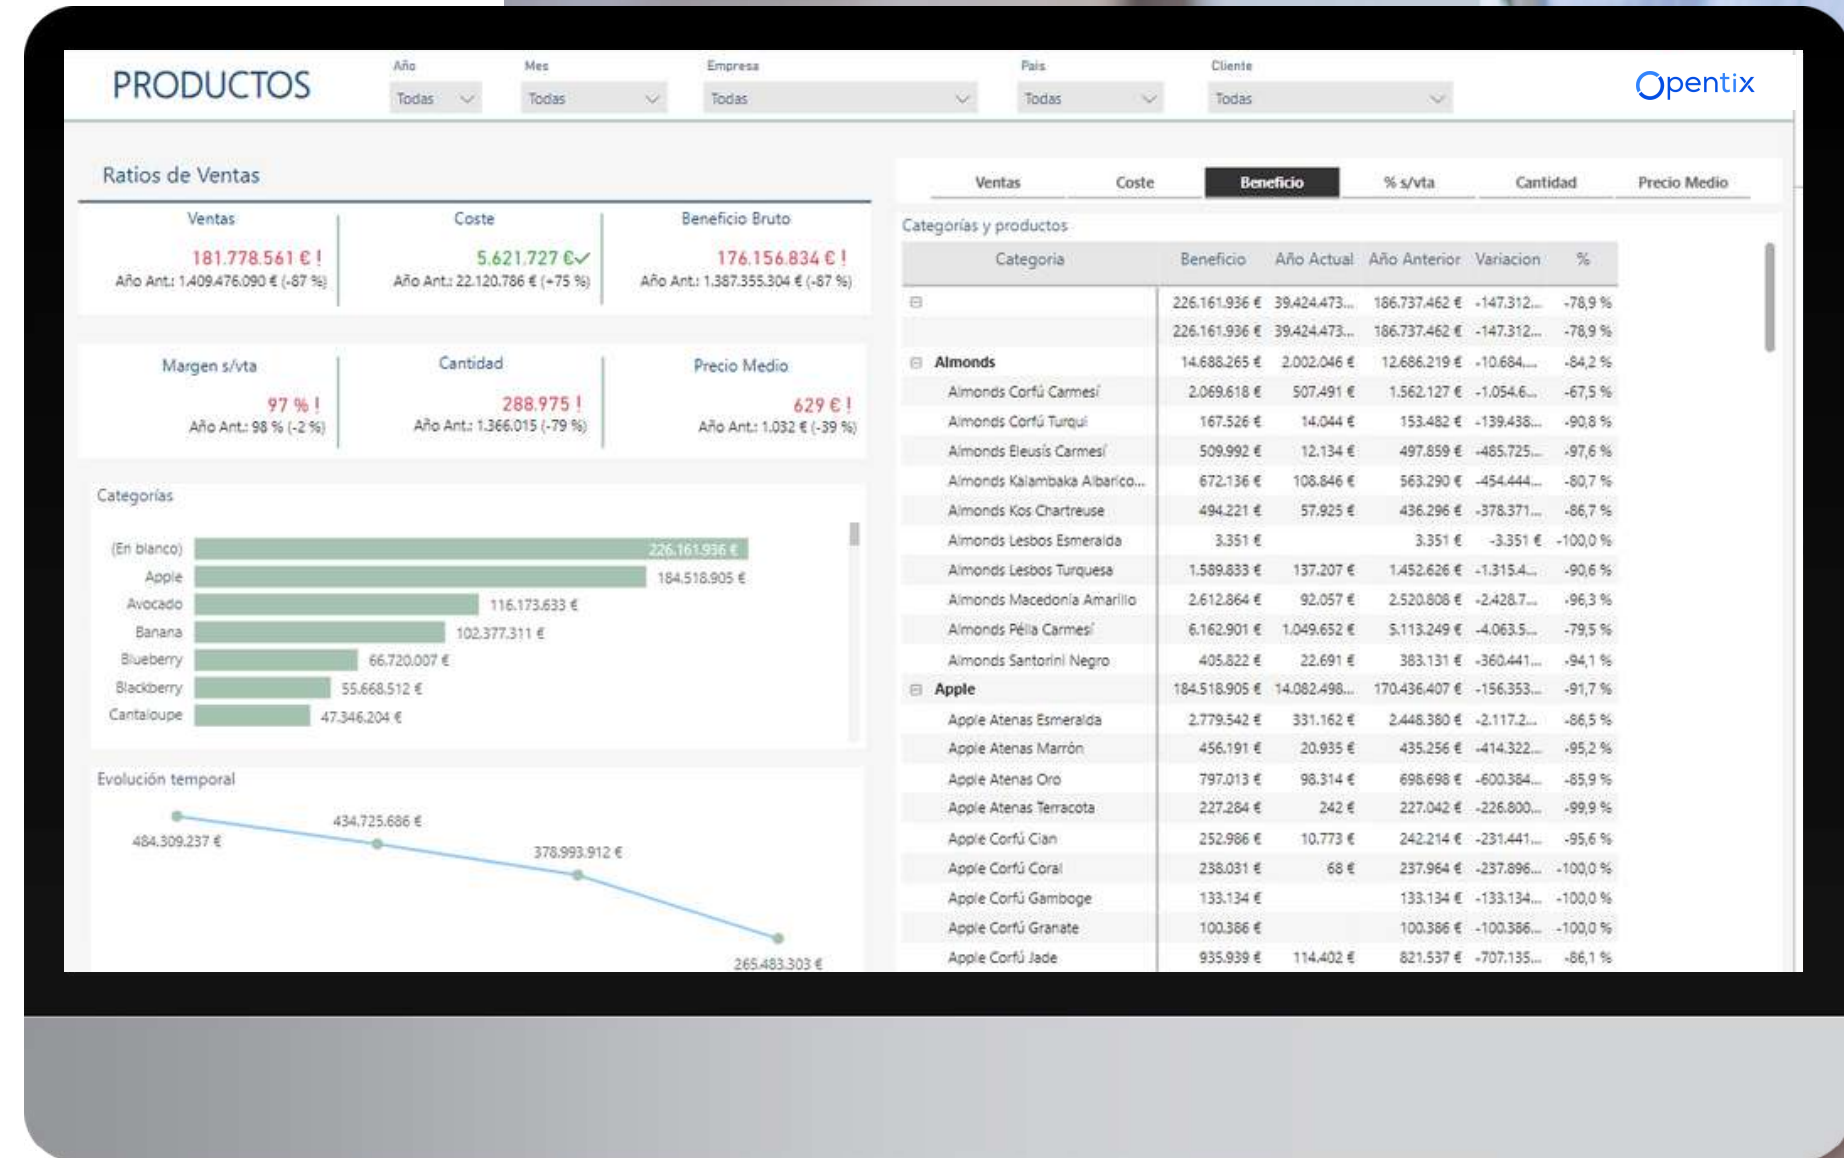 PRODUCTOS
Año
Mes
Empresa
Pais
Cliente
Todas
Todas
Todas
Todas
Todas
Opentix
Ratios de Ventas
Ventas
Coste
Beneficio Bruto
181.778.561 € !
5.621.727 €✓
176.156.834 € !
Año Ant.: 1.409.476.090 € (-87 %)
Año Ant.: 22.120.786 € (+75 %)
Año Ant.: 1.387.355.304 € (-87 %)
Margen s/vta
Cantidad
Precio Medio
97 % !
288.975 !
629 € !
Año Ant.: 98 % (-2 %)
Año Ant.: 1.366.015 (-79 %)
Año Ant.: 1.032 € (-39 %)
Categorías
(En blanco) 226.161.936 €
Apple 184.518.905 €
Avocado 116.173.633 €
Banana 102.377.311 €
Blueberry 66.720.007 €
Blackberry 55.668.512 €
Cantaloupe 47.346.204 €
Evolución temporal
484.309.237 €
434.725.686 €
378.993.912 €
265.483.303 €
Ventas Coste Beneficio % s/vta Cantidad Precio Medio
Categorías y productos
Categoria Beneficio Año Actual Año Anterior Variacion %
226.161.936 € 39.424.473... 186.737.462 € -147.312... -78,9 %
226.161.936 € 39.424.473... 186.737.462 € -147.312... -78,9 %
Almonds 14.688.265 € 2.002.046 € 12.686.219 € -10.684.... -84,2 %
Almonds Corfú Carmesí 2.069.618 € 507.491 € 1.562.127 € -1.054.6... -67,5 %
Almonds Corfú Turqui 167.526 € 14.044 € 153.482 € -139.438... -90,8 %
Almonds Eleusís Carmesí 509.992 € 12.134 € 497.859 € -485.725... -97,6 %
Almonds Kalambaka Albarico... 672.136 € 108.846 € 563.290 € -454.444... -80,7 %
Almonds Kos Chartreuse 494.221 € 57.925 € 436.296 € -378.371... -86,7 %
Almonds Lesbos Esmeralda 3.351 € 3.351 € -3.351 € -100,0 %
Almonds Lesbos Turquesa 1.589.833 € 137.207 € 1.452.626 € -1.315.4... -90,6 %
Almonds Macedonia Amarillo 2.612.864 € 92.057 € 2.520.808 € -2.428.7... -96,3 %
Almonds Pélla Carmesí 6.162.901 € 1.049.652 € 5.113.249 € -4.063.5... -79,5 %
Almonds Santorini Negro 405.822 € 22.691 € 383.131 € -360.441... -94,1 %
Apple 184.518.905 € 14.082.498... 170.436.407 € -156.353... -91,7 %
Apple Atenas Esmeralda 2.779.542 € 331.162 € 2.448.380 € -2.117.2... -86,5 %
Apple Atenas Marrón 456.191 € 20.935 € 435.256 € -414.322... -95,2 %
Apple Atenas Oro 797.013 € 98.314 € 698.698 € -600.384... -85,9 %
Apple Atenas Terracota 227.284 € 242 € 227.042 € -226.800... -99,9 %
Apple Corfú Cian 252.986 € 10.773 € 242.214 € -231.441... -95,6 %
Apple Corfú Coral 238.031 € 68 € 237.964 € -237.896... -100,0 %
Apple Corfú Gamboge 133.134 € 133.134 € -133.134... -100,0 %
Apple Corfú Granate 100.386 € 100.386 € -100.386... -100,0 %
Apple Corfú Jade 935.939 € 114.402 € 821.537 € -707.135... -86,1 %